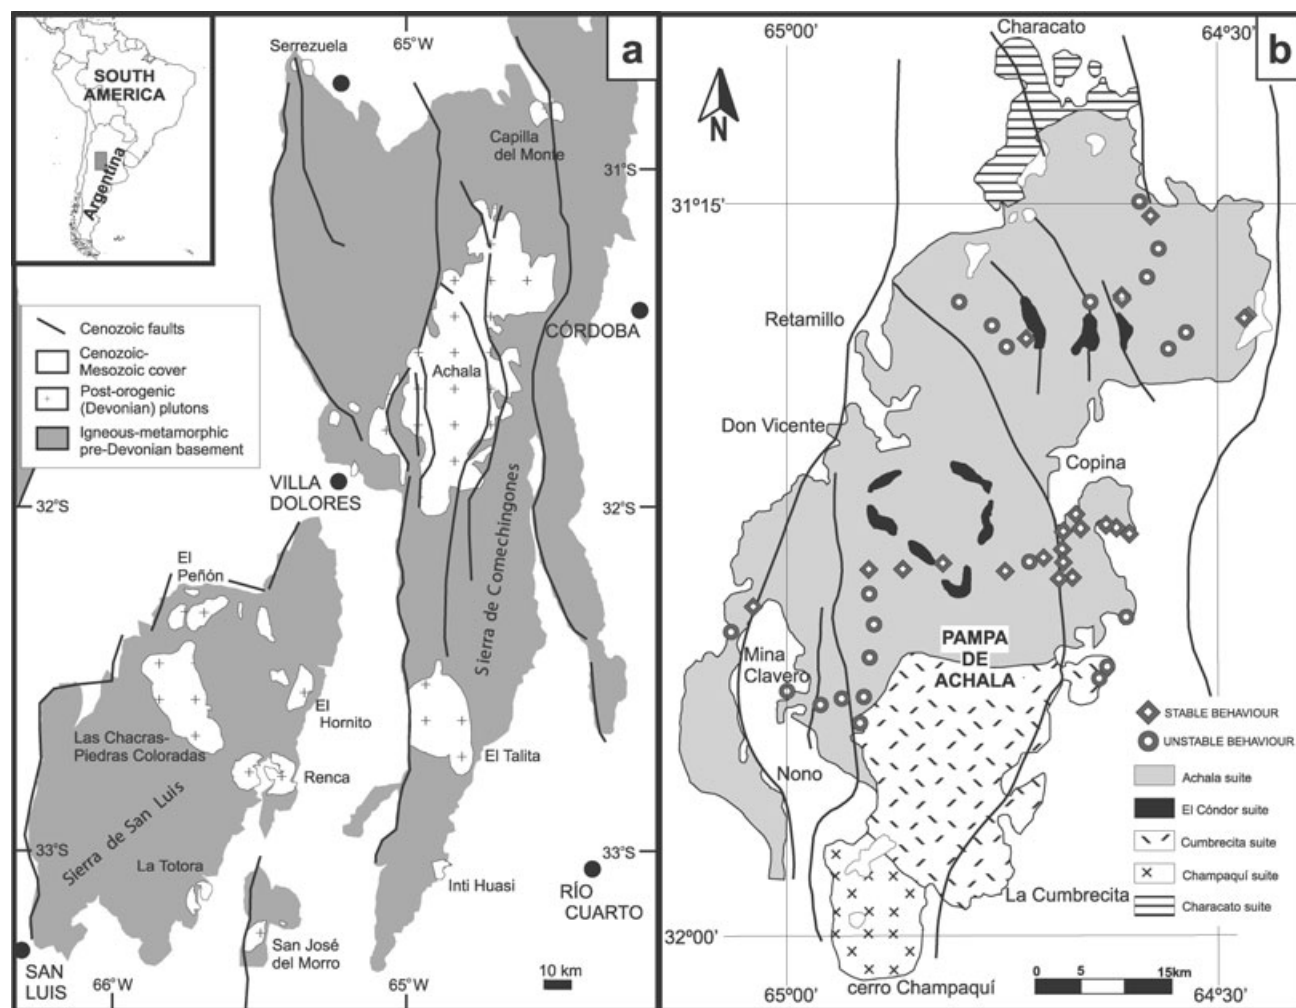 SOUTH
AMERICA
Argentina
a
65°W
Serrezuela
Capilla
del Monte
31°S
CÓRDOBA
Achala
Cenozoic faults
Cenozoic-
Mesozoic cover
Post-orogenic
(Devonian) plutons
Igneous-metamorphic
pre-Devonian basement
VILLA
DOLORES
32°S
32°S
El
Peñón
Sierra de Comechingones
El
Hornito
Las Chacras-
Piedras Coloradas
Renca
El Talita
Sierra de San Luis
33°S
33°S
La Totora
Inti Huasi
RÍO
CUARTO
San José
del Morro
SAN
LUIS
66°W
65°W
10 km
b
65°00'
Characato
64°30'
N
31°15'
Retamillo
Don Vicente
Copina
PAMPA
DE
ACHALA
Mina
Clavero
Nono
STABLE BEHAVIOUR
UNSTABLE BEHAVIOUR
Achala suite
El Cóndor suite
Cumbrecita suite
Champaquí suite
Characato suite
La Cumbrecita
32°00'
cerro Champaquí
0 5 15km
65°00'
64°30'